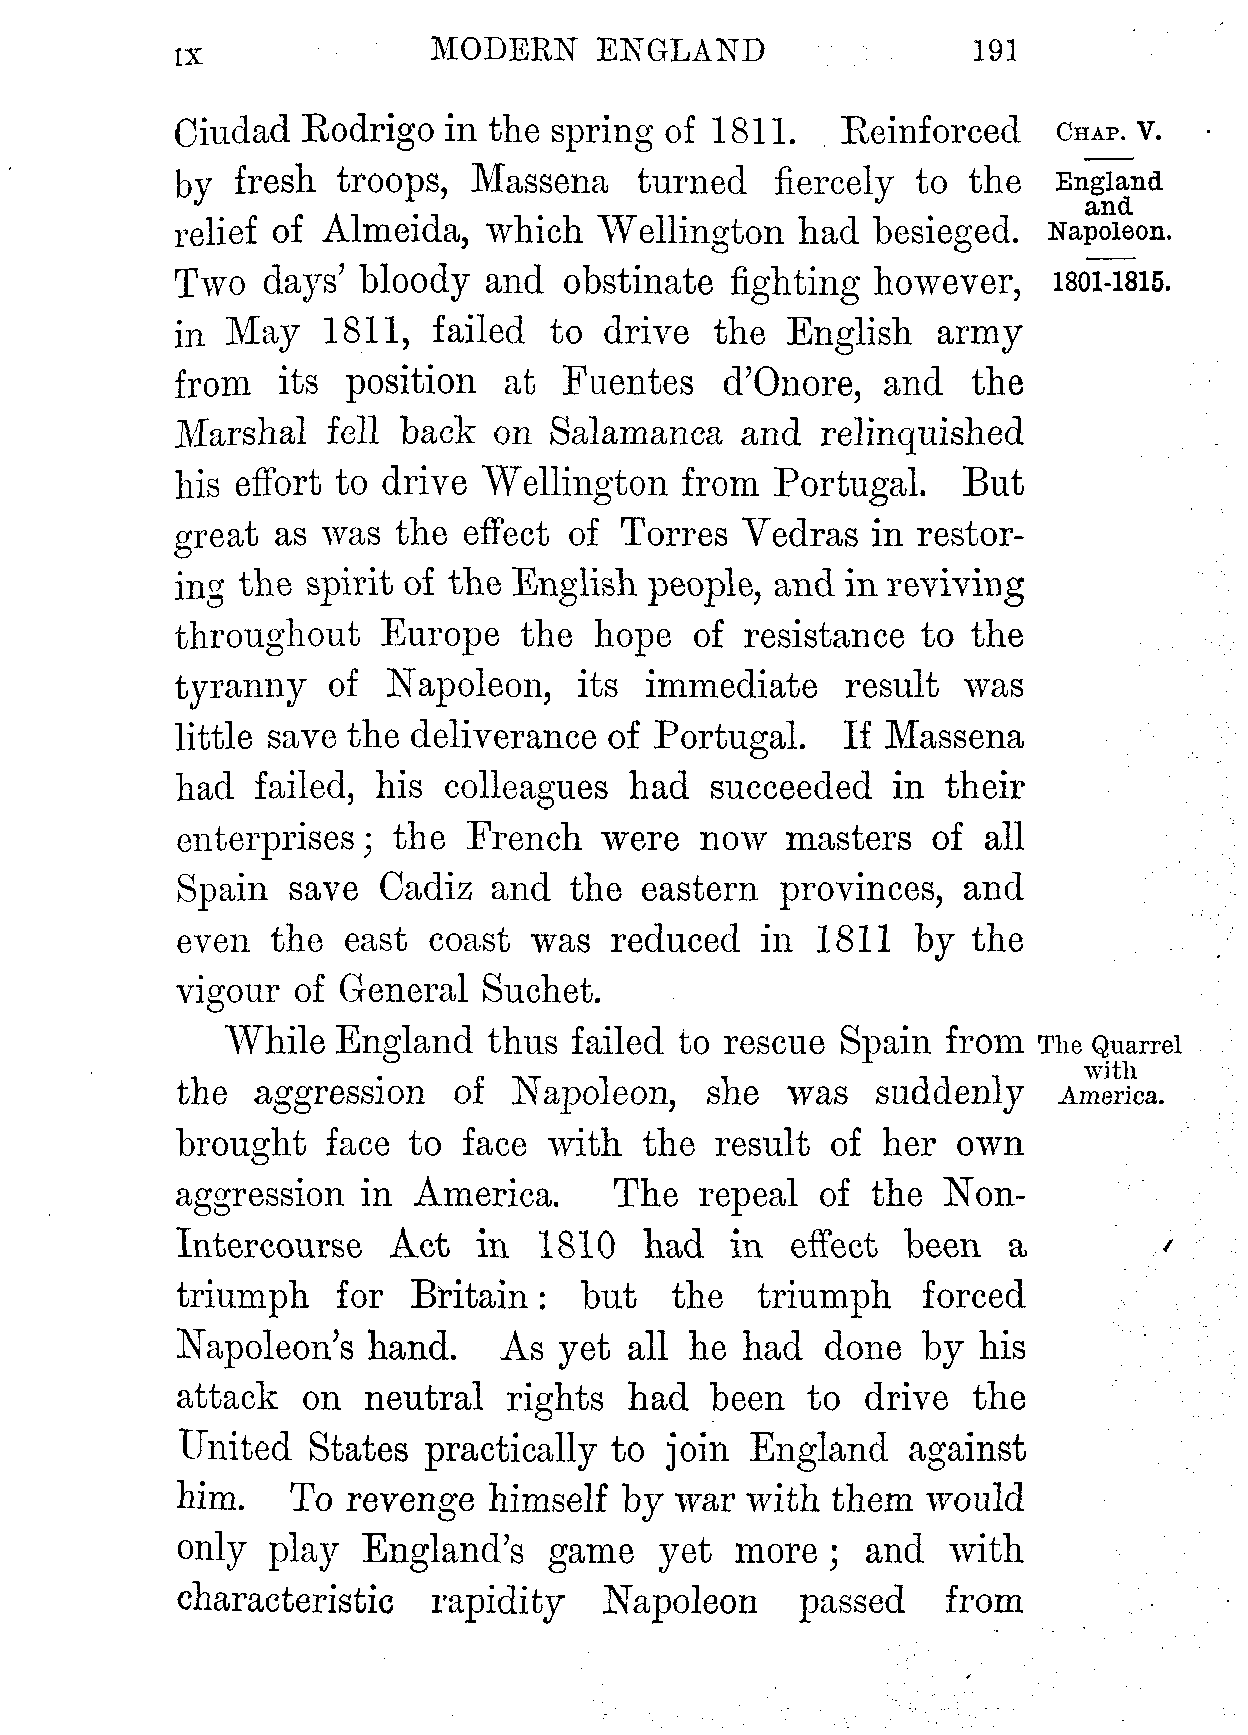 IX MODERN ENGLAND 191
Ciudad Rodrigo in the spring of 1811. Reinforced
by fresh troops, Massena turned fiercely to the
relief of Almeida, which Wellington had besieged.
Two days' bloody and obstinate fighting however,
in May 1811, failed to drive the English army
from its position at Fuentes d'Onore, and the
Marshal fell back on Salamanca and relinquished
his effort to drive Wellington from Portugal. But
great as was the effect of Torres Vedras in restor-
ing the spirit of the English people, and in reviving
throughout Europe the hope of resistance to the
tyranny of Napoleon, its immediate result was
little save the deliverance of Portugal. If Massena
had failed, his colleagues had succeeded in their
enterprises; the French were now masters of all
Spain save Cadiz and the eastern provinces, and
even the east coast was reduced in 1811 by the
vigour of General Suchet.
CHAP. V.
England
and
Napoleon.
1801-1815.
While England thus failed to rescue Spain from
the aggression of Napoleon, she was suddenly
brought face to face with the result of her own
aggression in America. The repeal of the Non-
Intercourse Act in 1810 had in effect been a
triumph for Britain: but the triumph forced
Napoleon's hand. As yet all he had done by his
attack on neutral rights had been to drive the
United States practically to join England against
him. To revenge himself by war with them would
only play England's game yet more; and with
characteristic rapidity Napoleon passed from
The Quarrel
with
America.